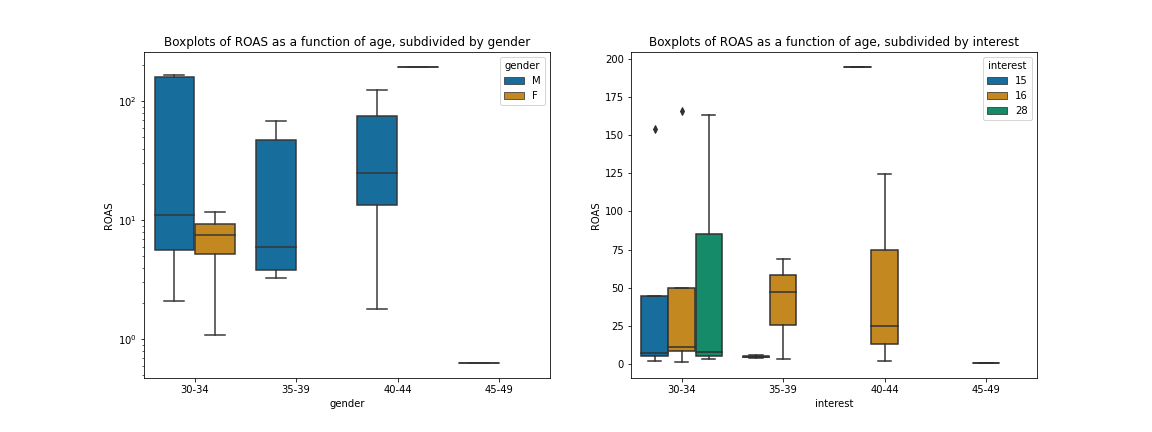 Boxplots of ROAS as a function of age, subdivided by gender
gender
M
F
10²
10¹
10⁰
ROAS
30-34
35-39
40-44
45-49
gender
Boxplots of ROAS as a function of age, subdivided by interest
interest
15
16
28
200
175
150
125
100
75
50
25
0
ROAS
30-34
35-39
40-44
45-49
interest